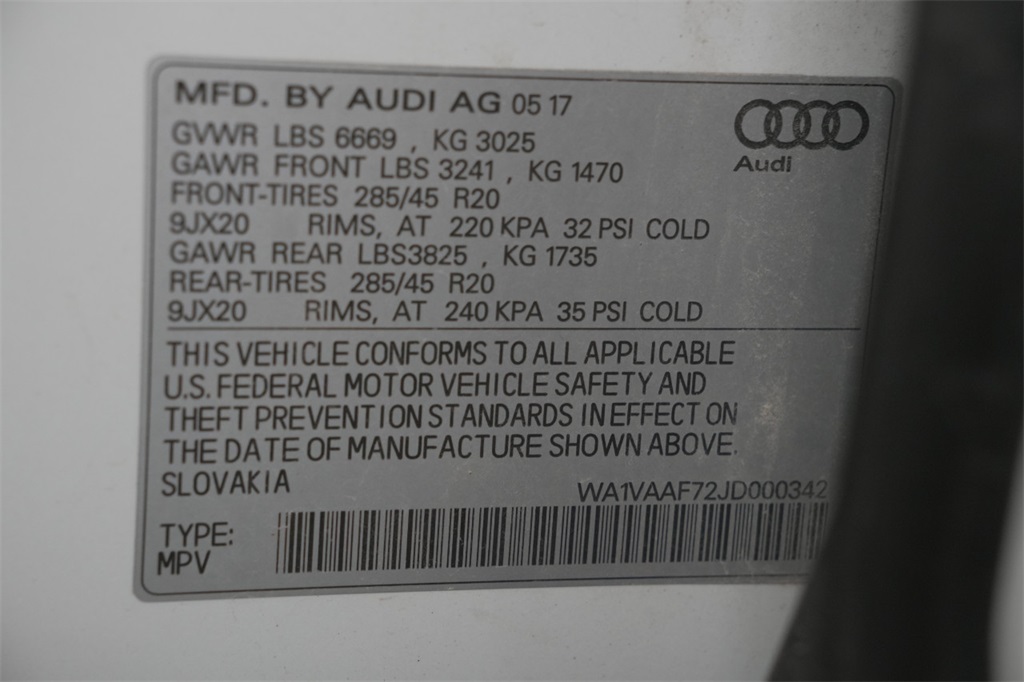 MFD. BY AUDI AG 05 17
GVWR LBS 6669 , KG 3025
GAWR FRONT LBS 3241 , KG 1470
FRONT-TIRES 285/45 R20
9JX20 RIMS, AT 220 KPA 32 PSI COLD
GAWR REAR LBS3825 , KG 1735
REAR-TIRES 285/45 R20
9JX20 RIMS, AT 240 KPA 35 PSI COLD
Audi
THIS VEHICLE CONFORMS TO ALL APPLICABLE
U.S. FEDERAL MOTOR VEHICLE SAFETY AND
THEFT PREVENTION STANDARDS IN EFFECT ON
THE DATE OF MANUFACTURE SHOWN ABOVE.
SLOVAKIA
WA1VAAF72JD000342
TYPE:
MPV